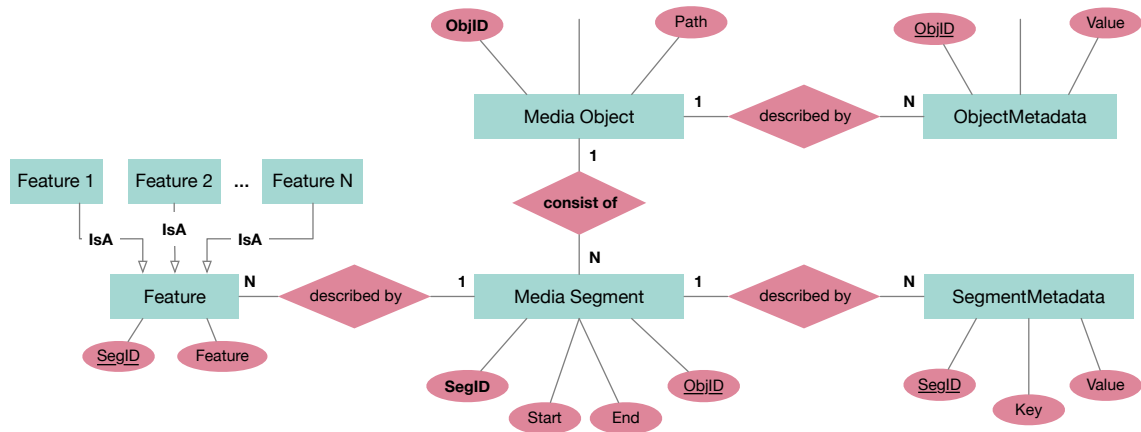 ObjID
Path
ObjID
Value
Media Object
1
described by
N
ObjectMetadata
1
Feature 1
Feature 2
...
Feature N
consist of
IsA
IsA
IsA
N
Feature
N
described by
1
Media Segment
1
described by
N
SegmentMetadata
SegID
Feature
SegID
ObjID
SegID
Value
Start
End
Key